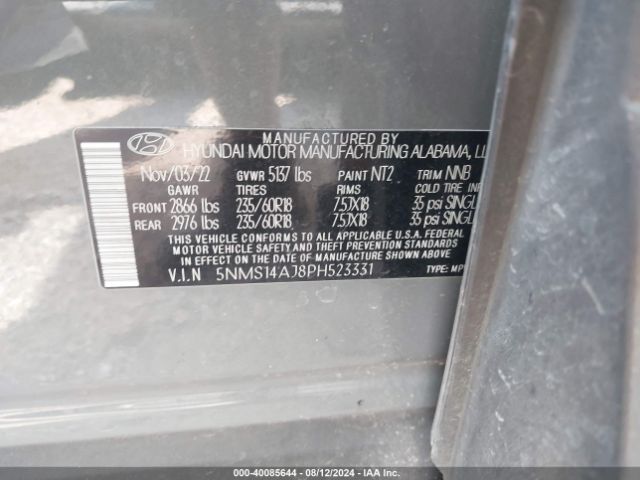 MANUFACTURED BY
HYUNDAI MOTOR MANUFACTURING ALABAMA, LL
Nov/03/22 GVWR 5137 lbs PAINT NT2 TRIM NNB
GAWR TIRES RIMS COLD TIRE INF
FRONT 2866 lbs 235/60R18 7.5JX18 35 psi SINGL
REAR 2976 lbs 235/60R18 7.5JX18 35 psi SINGL
THIS VEHICLE CONFORMS TO ALL APPLICABLE U.S.A. FEDERAL
MOTOR VEHICLE SAFETY, BUMPER, AND THEFT PREVENTION STANDARDS
IN EFFECT ON THE DATE OF MANUFACTURE SHOWN ABOVE.
V.I.N 5NMS14AJ8PH523331 TYPE: MP
000-40085644 - 08/12/2024 - IAA Inc.